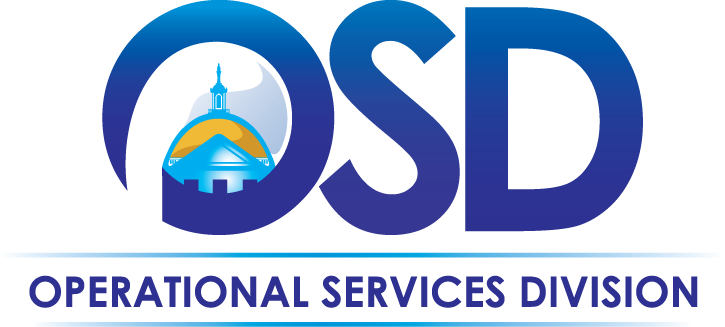 OSD
OPERATIONAL SERVICES DIVISION